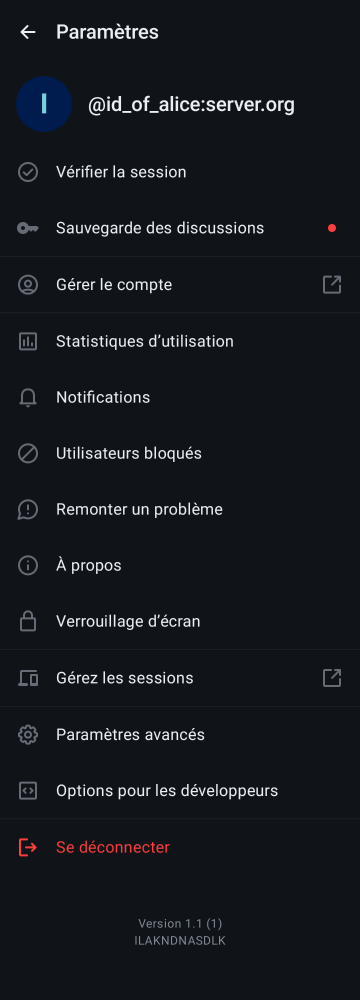 Paramètres
I
@id_of_alice:server.org
Vérifier la session
Sauvegarde des discussions
Gérer le compte
Statistiques d’utilisation
Notifications
Utilisateurs bloqués
Remonter un problème
À propos
Verrouillage d’écran
Gérez les sessions
Paramètres avancés
Options pour les développeurs
Se déconnecter
Version 1.1 (1)
ILAKNDNASDLK